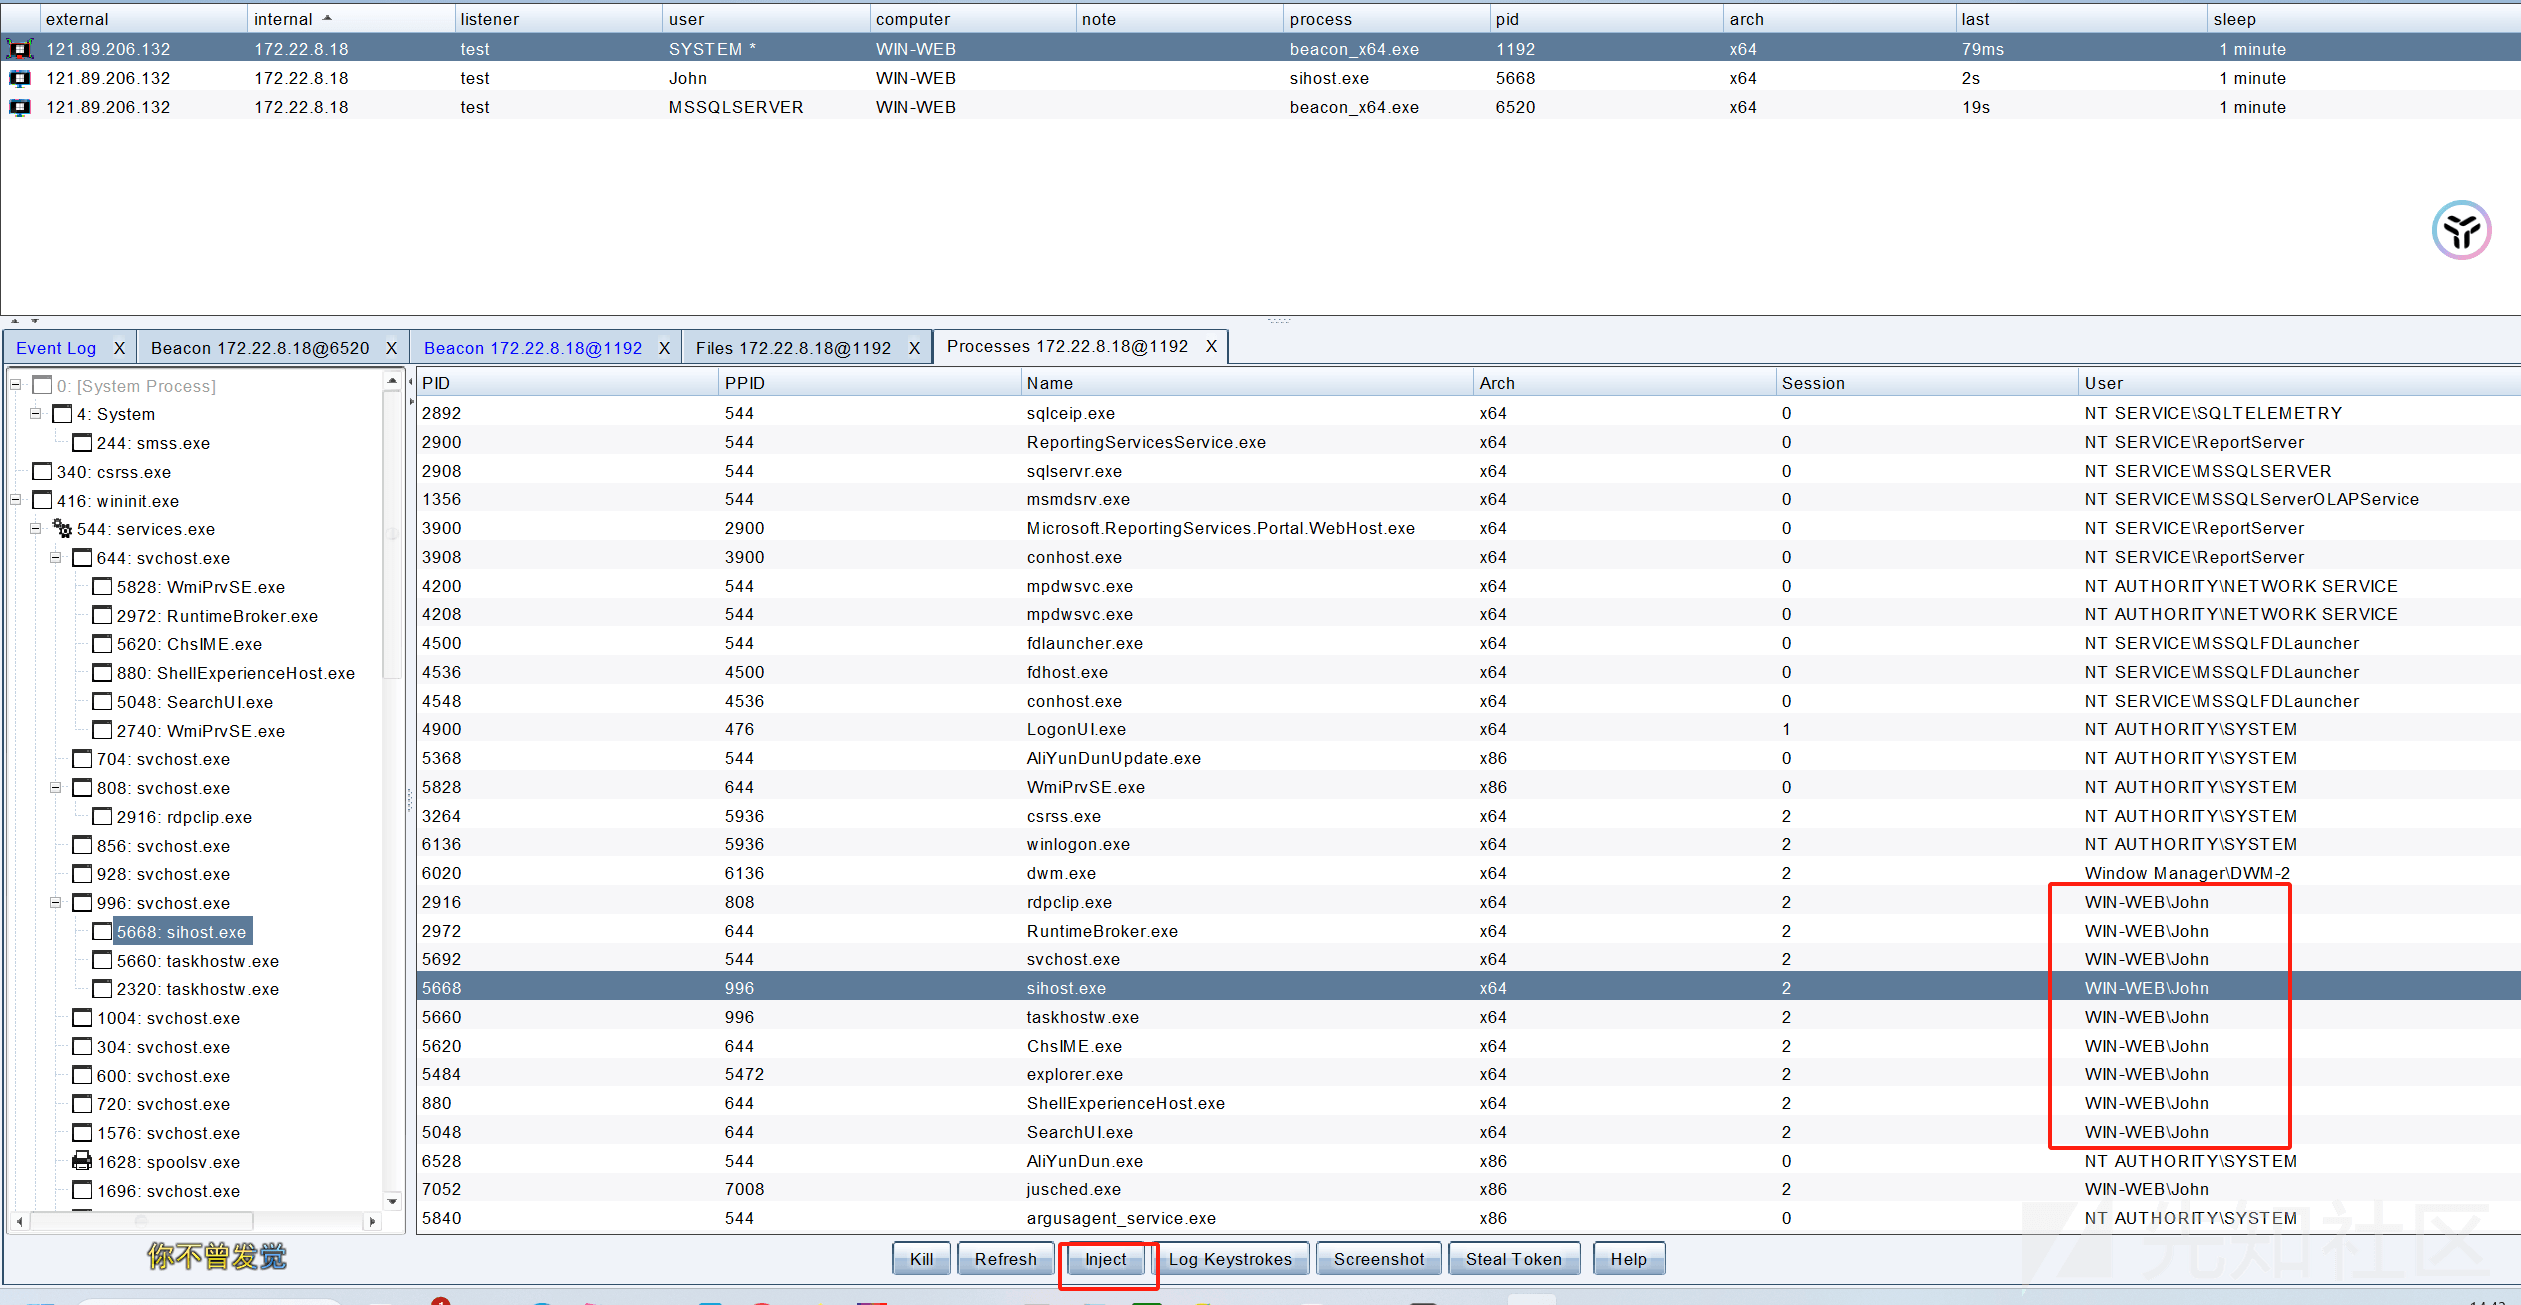 external internal listener user computer note process pid arch last sleep
121.89.206.132 172.22.8.18 test SYSTEM * WIN-WEB beacon_x64.exe 1192 x64 79ms 1 minute
121.89.206.132 172.22.8.18 test John WIN-WEB sihost.exe 5668 x64 2s 1 minute
121.89.206.132 172.22.8.18 test MSSQLSERVER WIN-WEB beacon_x64.exe 6520 x64 19s 1 minute
Event Log X Beacon 172.22.8.18@6520 X Beacon 172.22.8.18@1192 X Files 172.22.8.18@1192 X Processes 172.22.8.18@1192 X
0: [System Process]
4: System
244: smss.exe
340: csrss.exe
416: wininit.exe
544: services.exe
644: svchost.exe
5828: WmiPrvSE.exe
2972: RuntimeBroker.exe
5620: ChsIME.exe
880: ShellExperienceHost.exe
5048: SearchUI.exe
2740: WmiPrvSE.exe
704: svchost.exe
808: svchost.exe
2916: rdpclip.exe
856: svchost.exe
928: svchost.exe
996: svchost.exe
5668: sihost.exe
5660: taskhostw.exe
2320: taskhostw.exe
1004: svchost.exe
304: svchost.exe
600: svchost.exe
720: svchost.exe
1576: svchost.exe
1628: spoolsv.exe
1696: svchost.exe
PID PPID Name Arch Session User
2892 544 sqlceip.exe x64 0 NT SERVICE\SQLTELEMETRY
2900 544 ReportingServicesService.exe x64 0 NT SERVICE\ReportServer
2908 544 sqlservr.exe x64 0 NT SERVICE\MSSQLSERVER
1356 544 msmdsrv.exe x64 0 NT SERVICE\MSSQLServerOLAPService
3900 2900 Microsoft.ReportingServices.Portal.WebHost.exe x64 0 NT SERVICE\ReportServer
3908 3900 conhost.exe x64 0 NT SERVICE\ReportServer
4200 544 mpdwsvc.exe x64 0 NT AUTHORITY\NETWORK SERVICE
4208 544 mpdwsvc.exe x64 0 NT AUTHORITY\NETWORK SERVICE
4500 544 fdlauncher.exe x64 0 NT SERVICE\MSSQLFDLauncher
4536 4500 fdhost.exe x64 0 NT SERVICE\MSSQLFDLauncher
4548 4536 conhost.exe x64 0 NT SERVICE\MSSQLFDLauncher
4900 476 LogonUI.exe x64 1 NT AUTHORITY\SYSTEM
5368 544 AliYunDunUpdate.exe x86 0 NT AUTHORITY\SYSTEM
5828 644 WmiPrvSE.exe x86 0 NT AUTHORITY\SYSTEM
3264 5936 csrss.exe x64 2 NT AUTHORITY\SYSTEM
6136 5936 winlogon.exe x64 2 NT AUTHORITY\SYSTEM
6020 6136 dwm.exe x64 2 Window Manager\DWM-2
2916 808 rdpclip.exe x64 2 WIN-WEB\John
2972 644 RuntimeBroker.exe x64 2 WIN-WEB\John
5692 544 svchost.exe x64 2 WIN-WEB\John
5668 996 sihost.exe x64 2 WIN-WEB\John
5660 996 taskhostw.exe x64 2 WIN-WEB\John
5620 644 ChsIME.exe x64 2 WIN-WEB\John
5484 5472 explorer.exe x64 2 WIN-WEB\John
880 644 ShellExperienceHost.exe x64 2 WIN-WEB\John
5048 644 SearchUI.exe x64 2 WIN-WEB\John
6528 544 AliYunDun.exe x86 0 NT AUTHORITY\SYSTEM
7052 7008 jusched.exe x86 2 WIN-WEB\John
5840 544 argusagent_service.exe x86 0 NT AUTHORITY\SYSTEM
先知社区
你不曾发觉
Kill Refresh Inject Log Keystrokes Screenshot Steal Token Help